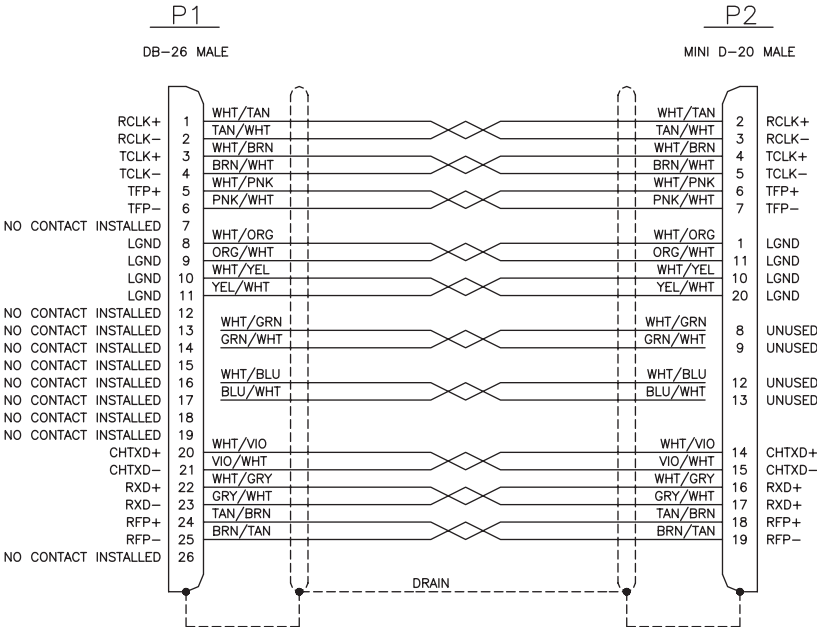 P1 P2
DB-26 MALE MINI D-20 MALE
RCLK+ 1 WHT/TAN WHT/TAN 2 RCLK+
RCLK- 2 TAN/WHT TAN/WHT 3 RCLK-
TCLK+ 3 WHT/BRN WHT/BRN 4 TCLK+
TCLK- 4 BRN/WHT BRN/WHT 5 TCLK-
TFP+ 5 WHT/PNK WHT/PNK 6 TFP+
TFP- 6 PNK/WHT PNK/WHT 7 TFP-
NO CONTACT INSTALLED 7
LGND 8 WHT/ORG WHT/ORG 1 LGND
LGND 9 ORG/WHT ORG/WHT 11 LGND
LGND 10 WHT/YEL WHT/YEL 10 LGND
LGND 11 YEL/WHT YEL/WHT 20 LGND
NO CONTACT INSTALLED 12
NO CONTACT INSTALLED 13 WHT/GRN WHT/GRN 8 UNUSED
NO CONTACT INSTALLED 14 GRN/WHT GRN/WHT 9 UNUSED
NO CONTACT INSTALLED 15
NO CONTACT INSTALLED 16 WHT/BLU WHT/BLU 12 UNUSED
NO CONTACT INSTALLED 17 BLU/WHT BLU/WHT 13 UNUSED
NO CONTACT INSTALLED 18
NO CONTACT INSTALLED 19
CHTXD+ 20 WHT/VIO WHT/VIO 14 CHTXD+
CHTXD- 21 VIO/WHT VIO/WHT 15 CHTXD-
RXD+ 22 WHT/GRY WHT/GRY 16 RXD+
RXD- 23 GRY/WHT GRY/WHT 17 RXD+
RFP+ 24 TAN/BRN TAN/BRN 18 RFP+
RFP- 25 BRN/TAN BRN/TAN 19 RFP-
NO CONTACT INSTALLED 26
DRAIN